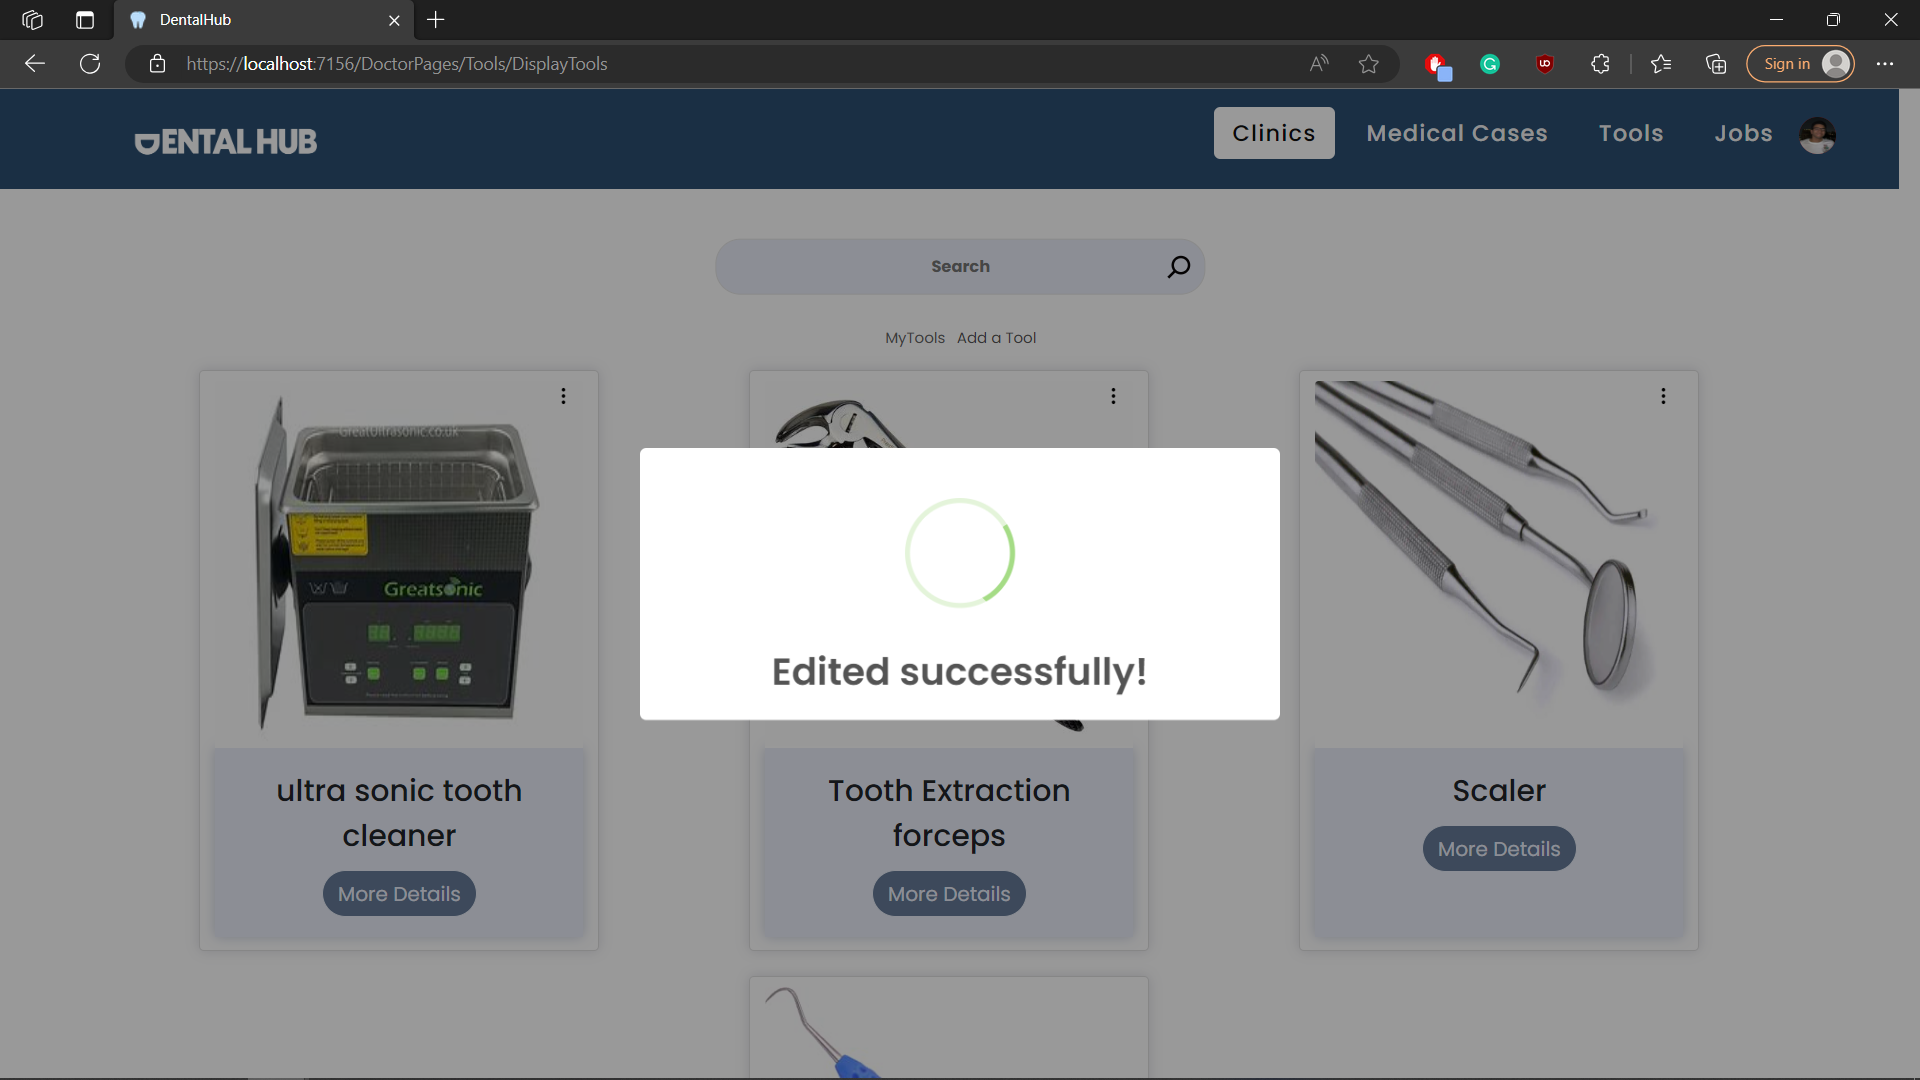 DentalHub
https://localhost:7156/DoctorPages/Tools/DisplayTools
Sign in
DENTAL HUB
Clinics
Medical Cases
Tools
Jobs
Search
MyTools Add a Tool
GreatUltrasonic.co.uk
Greatsonic
Edited successfully!
ultra sonic tooth
cleaner
More Details
Tooth Extraction
forceps
More Details
Scaler
More Details